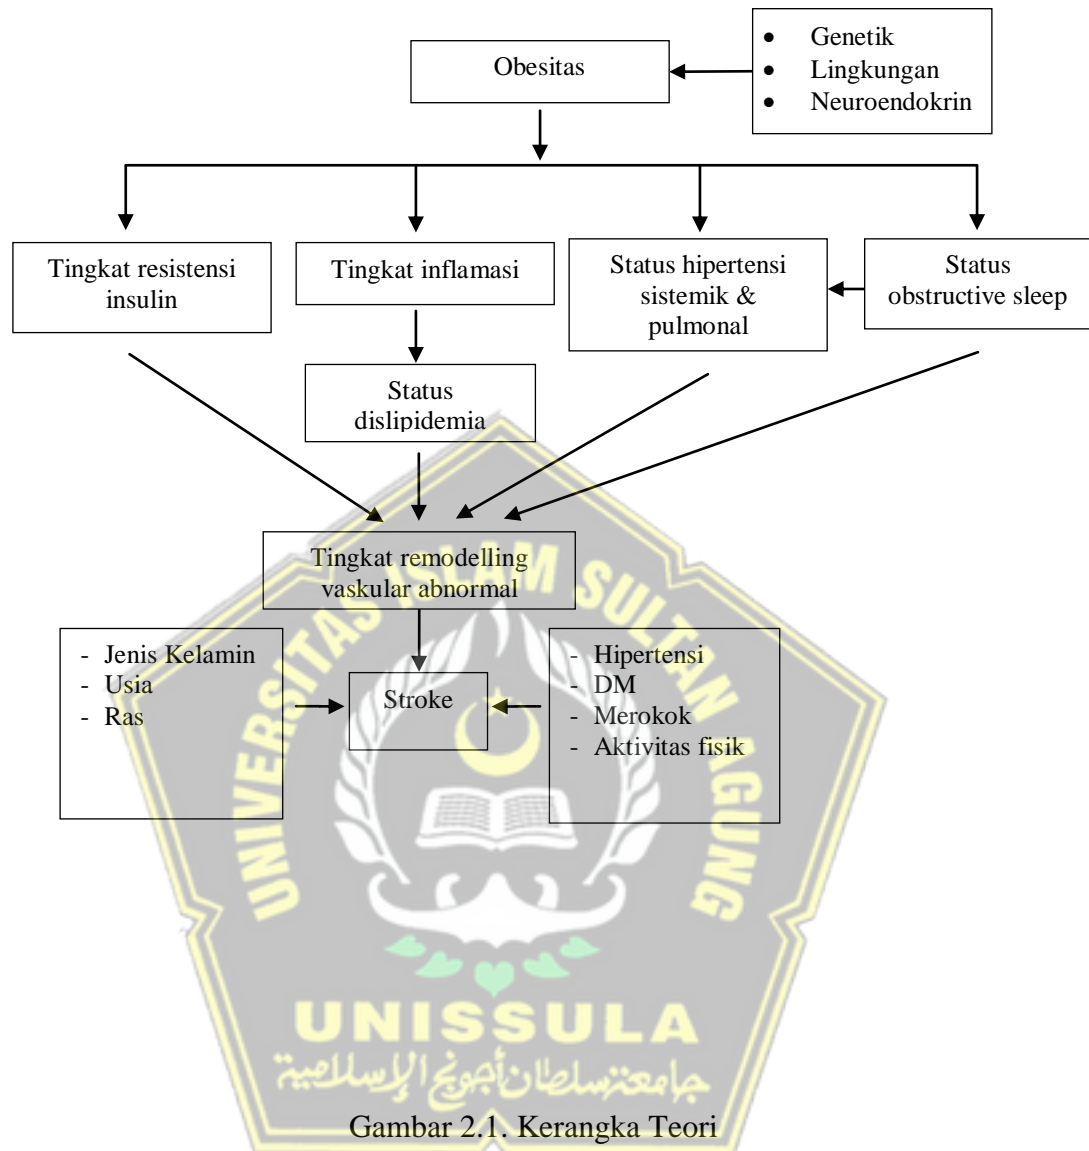 Obesitas
• Genetik
• Lingkungan
• Neuroendokrin
Tingkat resistensi
insulin
Tingkat inflamasi
Status hipertensi
sistemik &
pulmonal
Status
obstructive sleep
Status
dislipidemia
Tingkat remodelling
vaskular abnormal
- Jenis Kelamin
- Usia
- Ras
Stroke
- Hipertensi
- DM
- Merokok
- Aktivitas fisik
UNIVERSITAS ISLAM SULTAN AGUNG
UNISSULA
جامعة سلطان أجونج الإسلامية
Gambar 2.1. Kerangka Teori